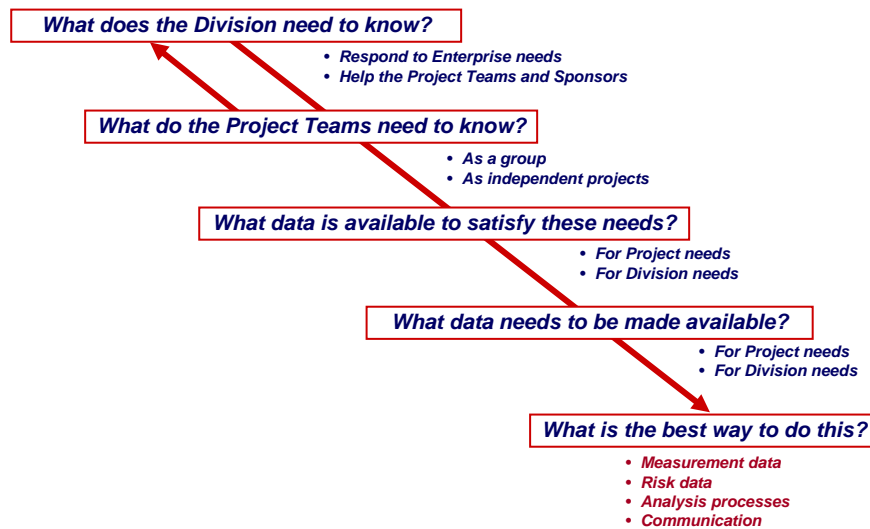 What does the Division need to know?
• Respond to Enterprise needs
• Help the Project Teams and Sponsors
What do the Project Teams need to know?
• As a group
• As independent projects
What data is available to satisfy these needs?
• For Project needs
• For Division needs
What data needs to be made available?
• For Project needs
• For Division needs
What is the best way to do this?
• Measurement data
• Risk data
• Analysis processes
• Communication